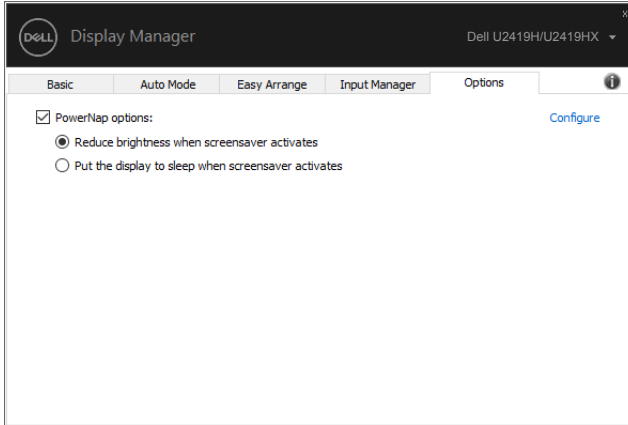 x
DELL Display Manager Dell U2419H/U2419HX
Basic Auto Mode Easy Arrange Input Manager Options i
PowerNap options: Configure
Reduce brightness when screensaver activates
Put the display to sleep when screensaver activates